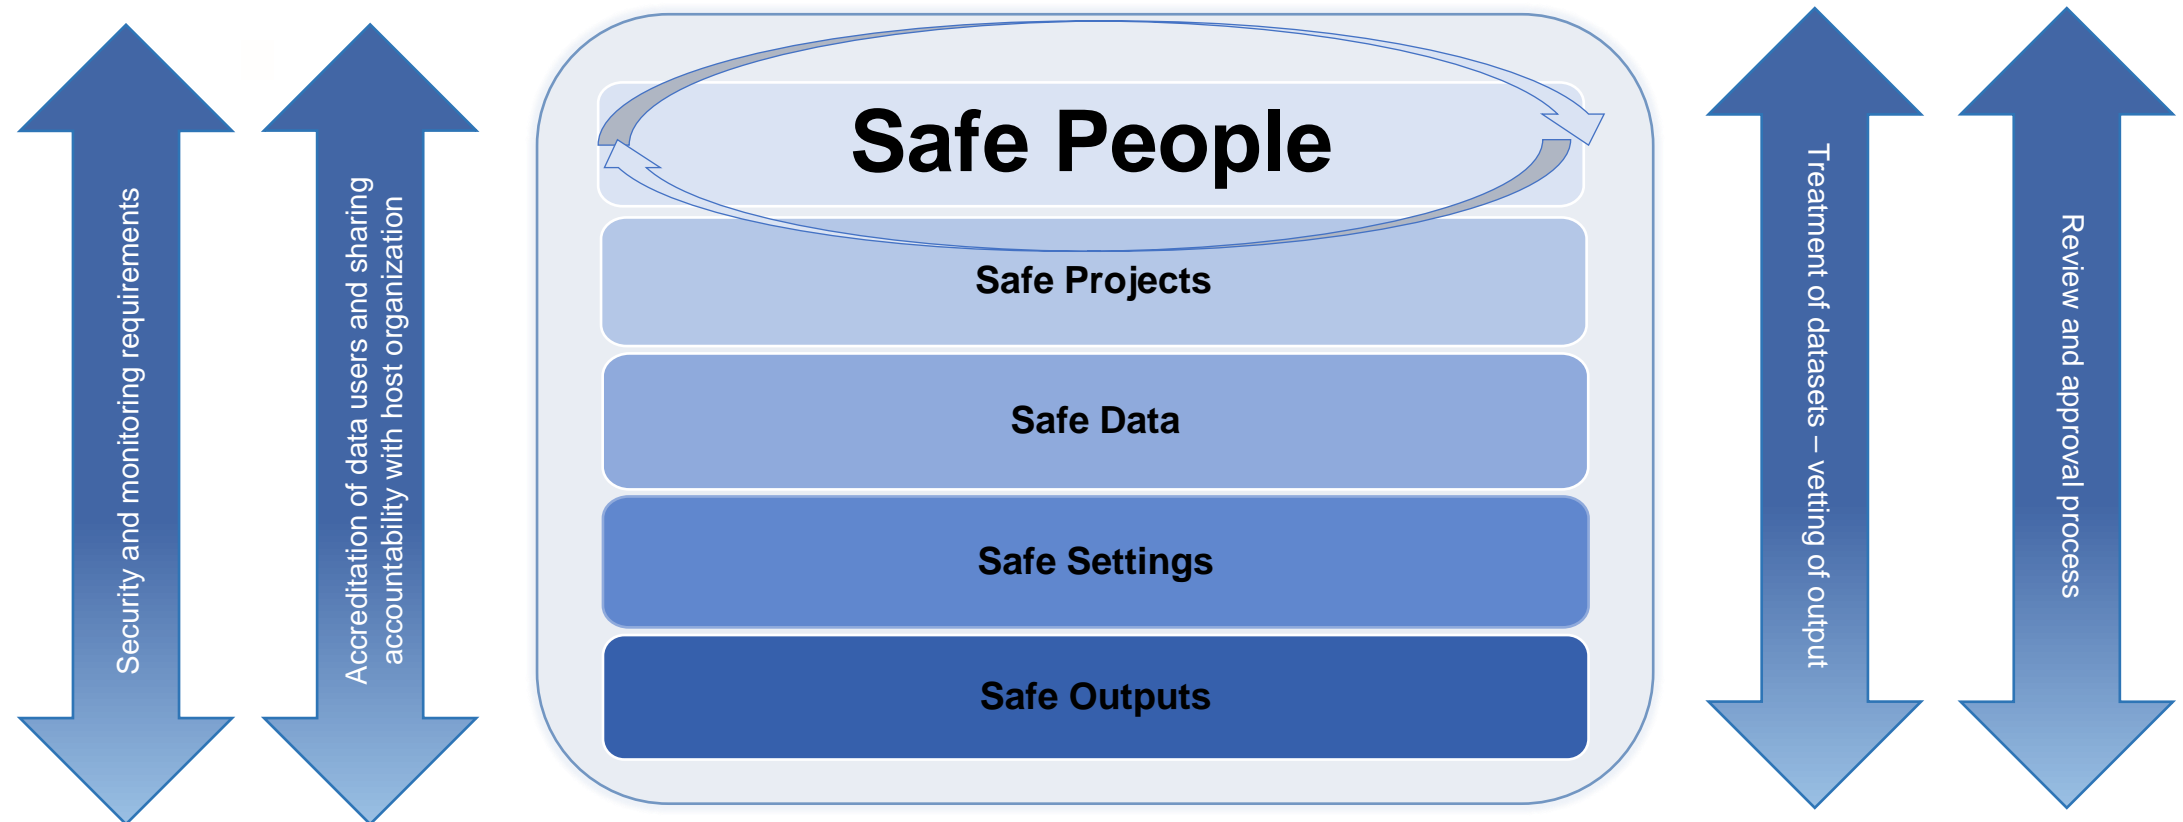 Security and monitoring requirements
Accreditation of data users and sharing
accountability with host organization
Safe People
Safe Projects
Safe Data
Safe Settings
Safe Outputs
Treatment of datasets – vetting of output
Review and approval process